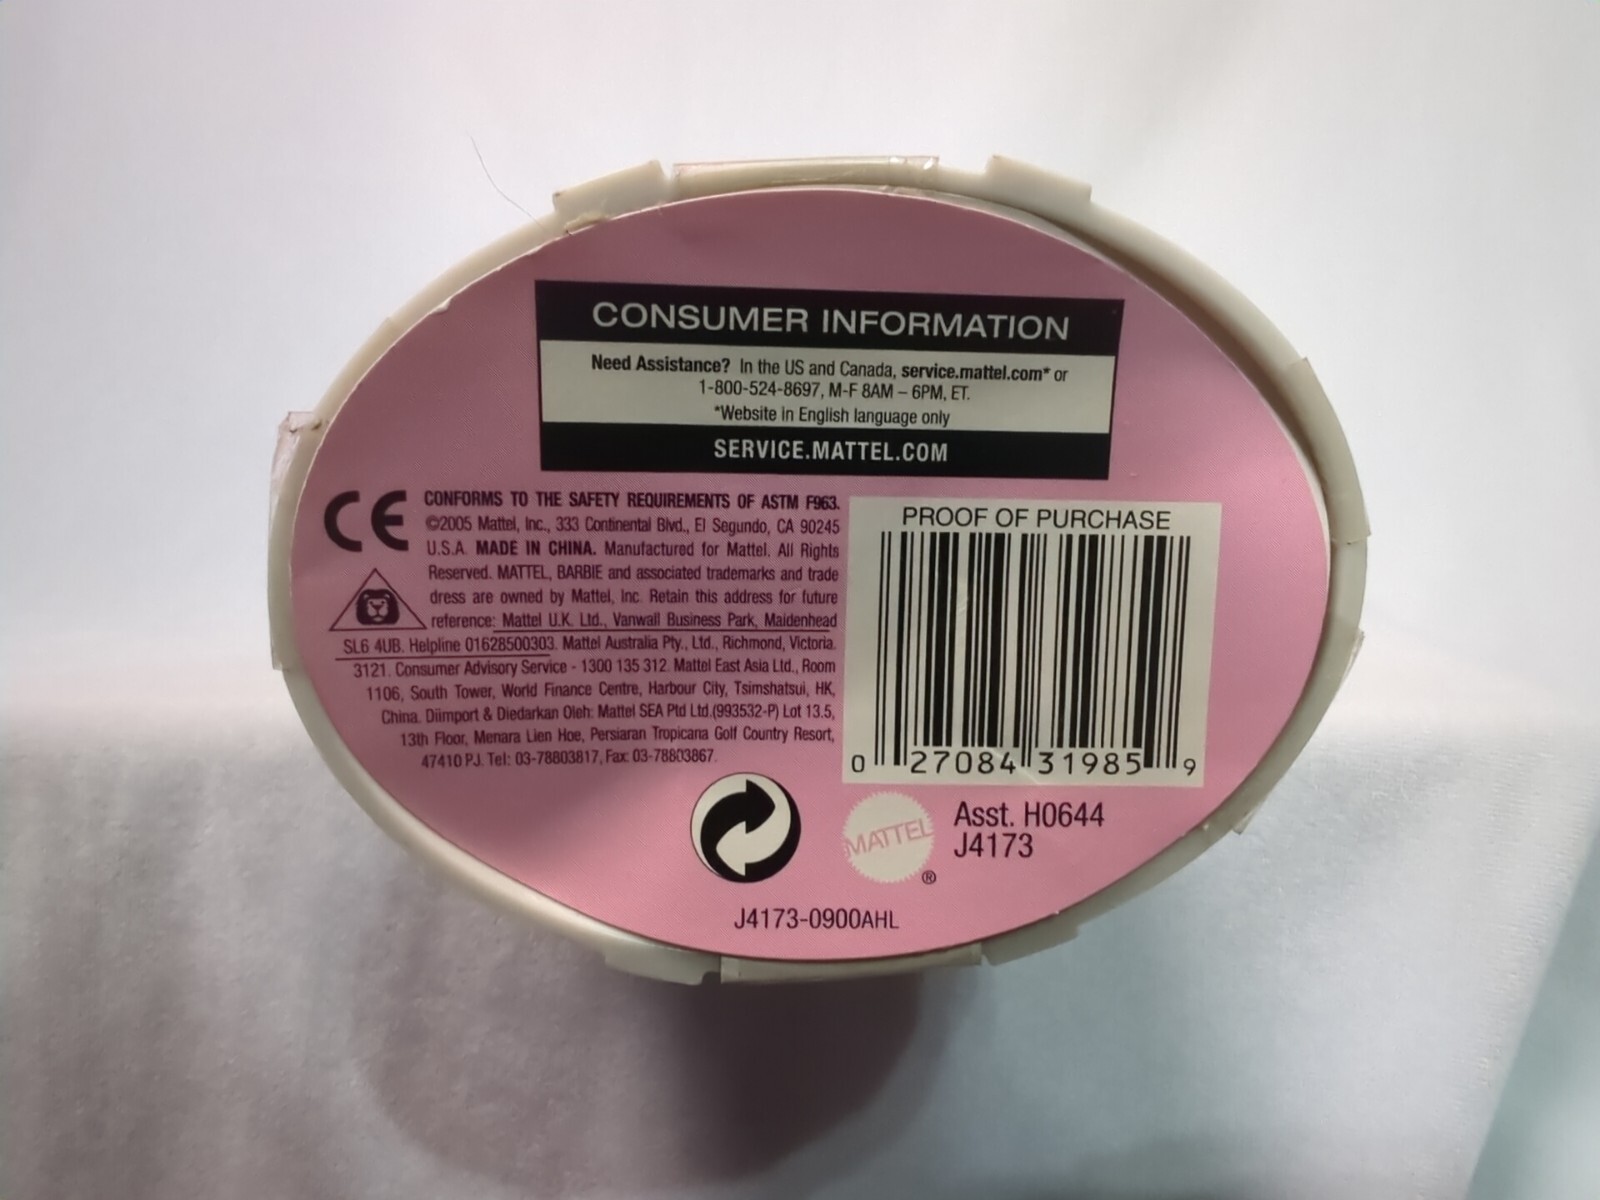 CONSUMER INFORMATION
Need Assistance? In the US and Canada, service.mattel.com* or
1-800-524-8697, M-F 8AM – 6PM, ET.
*Website in English language only
SERVICE.MATTEL.COM
CE
CONFORMS TO THE SAFETY REQUIREMENTS OF ASTM F963.
©2005 Mattel, Inc., 333 Continental Blvd., El Segundo, CA 90245
U.S.A. MADE IN CHINA. Manufactured for Mattel. All Rights
Reserved. MATTEL, BARBIE and associated trademarks and trade
dress are owned by Mattel, Inc. Retain this address for future
reference: Mattel U.K. Ltd., Vanwall Business Park, Maidenhead
SL6 4UB. Helpline 01628500303. Mattel Australia Pty., Ltd., Richmond, Victoria.
3121. Consumer Advisory Service - 1300 135 312. Mattel East Asia Ltd., Room
1106, South Tower, World Finance Centre, Harbour City, Tsimshatsui, HK,
China. Diimport & Diedarkan Oleh: Mattel SEA Ptd Ltd.(993532-P) Lot 13.5,
13th Floor, Menara Lien Hoe, Persiaran Tropicana Golf Country Resort,
47410 PJ. Tel: 03-78803817, Fax: 03-78803867.
PROOF OF PURCHASE
0 27084 31985 9
MATTEL ®
Asst. H0644
J4173
J4173-0900AHL